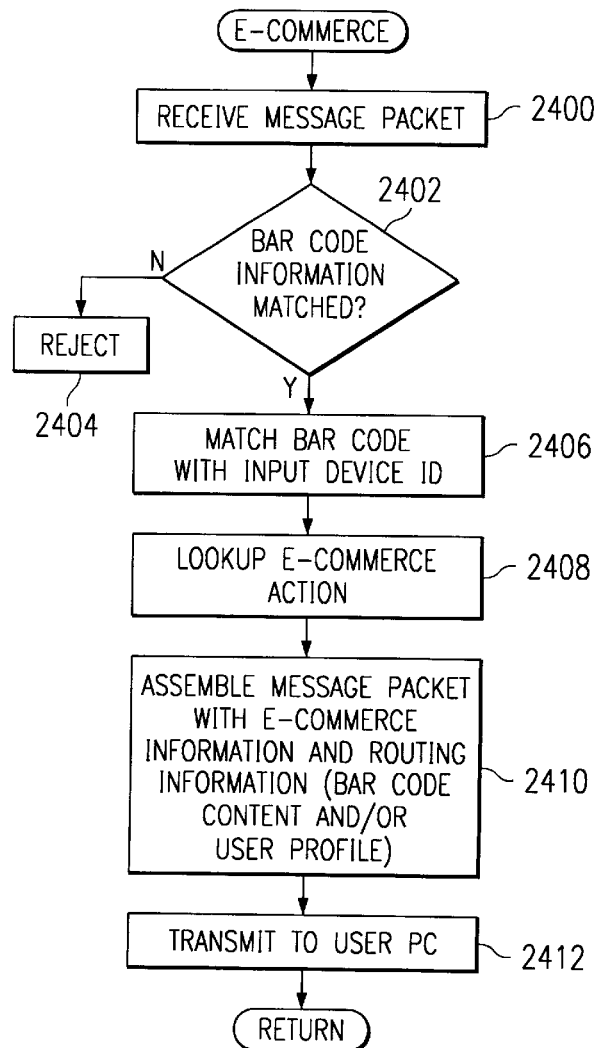 E-COMMERCE
RECEIVE MESSAGE PACKET
2400
2402
BAR CODE
INFORMATION
MATCHED?
N
REJECT
2404
Y
MATCH BAR CODE
WITH INPUT DEVICE ID
2406
LOOKUP E-COMMERCE
ACTION
2408
ASSEMBLE MESSAGE PACKET
WITH E-COMMERCE
INFORMATION AND ROUTING
INFORMATION (BAR CODE
CONTENT AND/OR
USER PROFILE)
2410
TRANSMIT TO USER PC
2412
RETURN